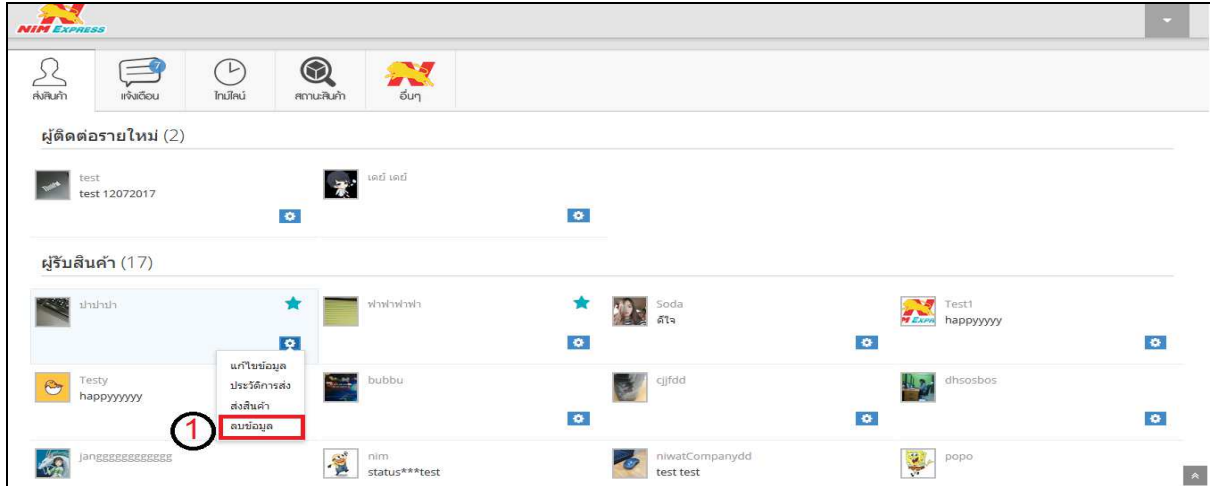 NIM EXPRESS
ส่งสินค้า
แจ้งเตือน
7
ไทม์ไลน์
สถานะสินค้า
อื่นๆ
ผู้ติดต่อรายใหม่ (2)
test
test 12072017
เดย์ เดย์
ผู้รับสินค้า (17)
ปาปาปา
ฟาฟาฟาฟา
Soda
ดีใจ
Test1
happyyyyy
แก้ไขข้อมูล
ประวัติการส่ง
ส่งสินค้า
ลบข้อมูล
1
Testy
happyyyyyy
bubbu
cjjfdd
dhsosbos
janggggggggggggg
nim
status***test
niwatCompanydd
test test
popo